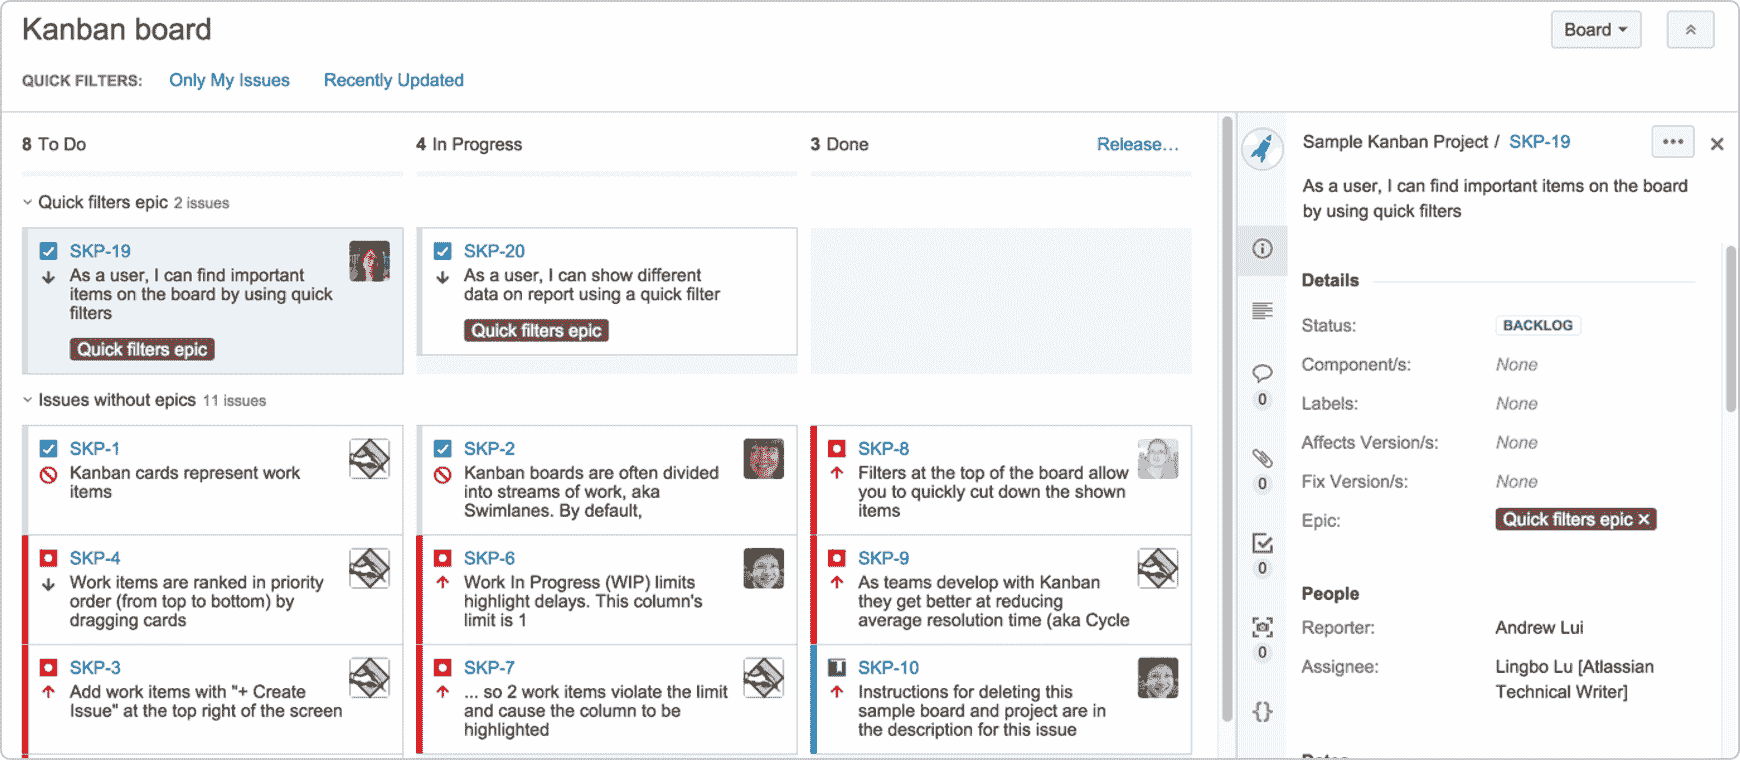 Kanban board
Board
QUICK FILTERS: Only My Issues Recently Updated
8 To Do
4 In Progress
3 Done Release…
Quick filters epic 2 issues
SKP-19
As a user, I can find important
items on the board by using quick
filters
Quick filters epic
SKP-20
As a user, I can show different
data on report using a quick filter
Quick filters epic
Issues without epics 11 issues
SKP-1
Kanban cards represent work
items
SKP-2
Kanban boards are often divided
into streams of work, aka
Swimlanes. By default,
SKP-8
Filters at the top of the board allow
you to quickly cut down the shown
items
SKP-4
Work items are ranked in priority
order (from top to bottom) by
dragging cards
SKP-6
Work In Progress (WIP) limits
highlight delays. This column's
limit is 1
SKP-9
As teams develop with Kanban
they get better at reducing
average resolution time (aka Cycle
SKP-3
Add work items with "+ Create
Issue" at the top right of the screen
SKP-7
... so 2 work items violate the limit
and cause the column to be
highlighted
SKP-10
Instructions for deleting this
sample board and project are in
the description for this issue
0
0
0
0
Sample Kanban Project / SKP-19
As a user, I can find important items on the board
by using quick filters
Details
Status: BACKLOG
Component/s: None
Labels: None
Affects Version/s: None
Fix Version/s: None
Epic: Quick filters epic
People
Reporter: Andrew Lui
Assignee: Lingbo Lu [Atlassian
Technical Writer]